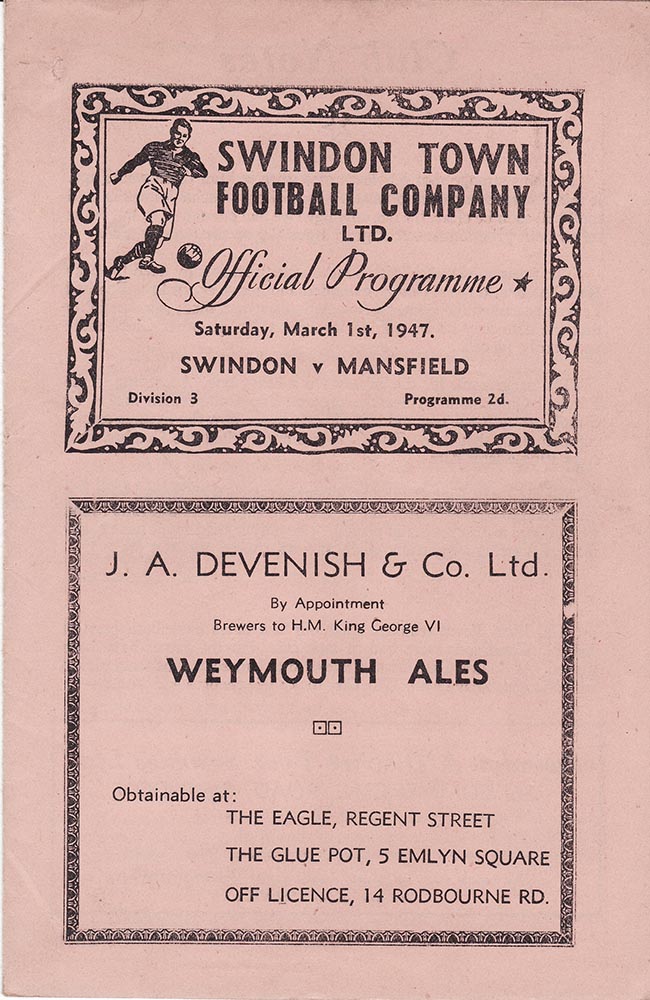 SWINDON TOWN
FOOTBALL COMPANY
LTD.
Official Programme
Saturday, March 1st, 1947.
SWINDON v MANSFIELD
Division 3 Programme 2d.
J. A. DEVENISH & Co. Ltd.
By Appointment
Brewers to H.M. King George VI
WEYMOUTH ALES
Obtainable at:
THE EAGLE, REGENT STREET
THE GLUE POT, 5 EMLYN SQUARE
OFF LICENCE, 14 RODBOURNE RD.